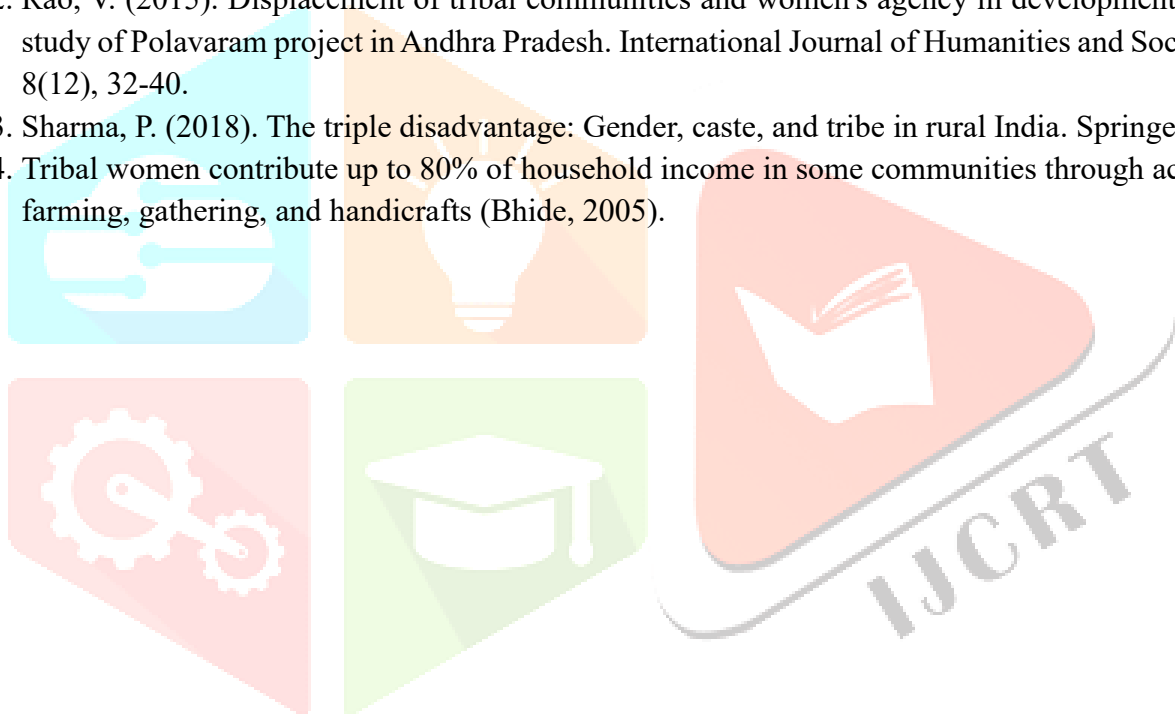 2. Rao, V. (2015). Displacement of tribal communities and women's agency in development
study of Polavaram project in Andhra Pradesh. International Journal of Humanities and Soc
8(12), 32-40.
3. Sharma, P. (2018). The triple disadvantage: Gender, caste, and tribe in rural India. Springe
4. Tribal women contribute up to 80% of household income in some communities through ac
farming, gathering, and handicrafts (Bhide, 2005).
IJCRT